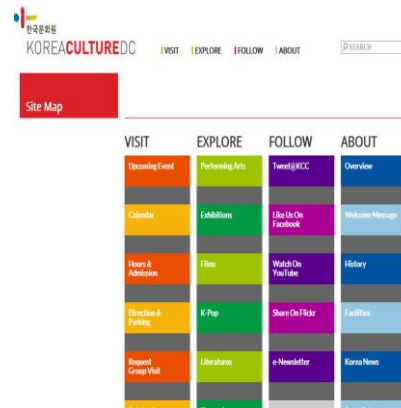 한국문화원
KOREACULTUREDC
VISIT EXPLORE FOLLOW ABOUT
SEARCH
Site Map
VISIT EXPLORE FOLLOW ABOUT
Upcoming Event Performing Arts Tweet@KCC Overview
Calendar Exhibitions Like Us On Facebook Welcome Message
Hours & Admission Films Watch On YouTube History
Direction & Parking K-Pop Share On Flickr Facilities
Request Group Visit Literatures e-Newsletter Korea News